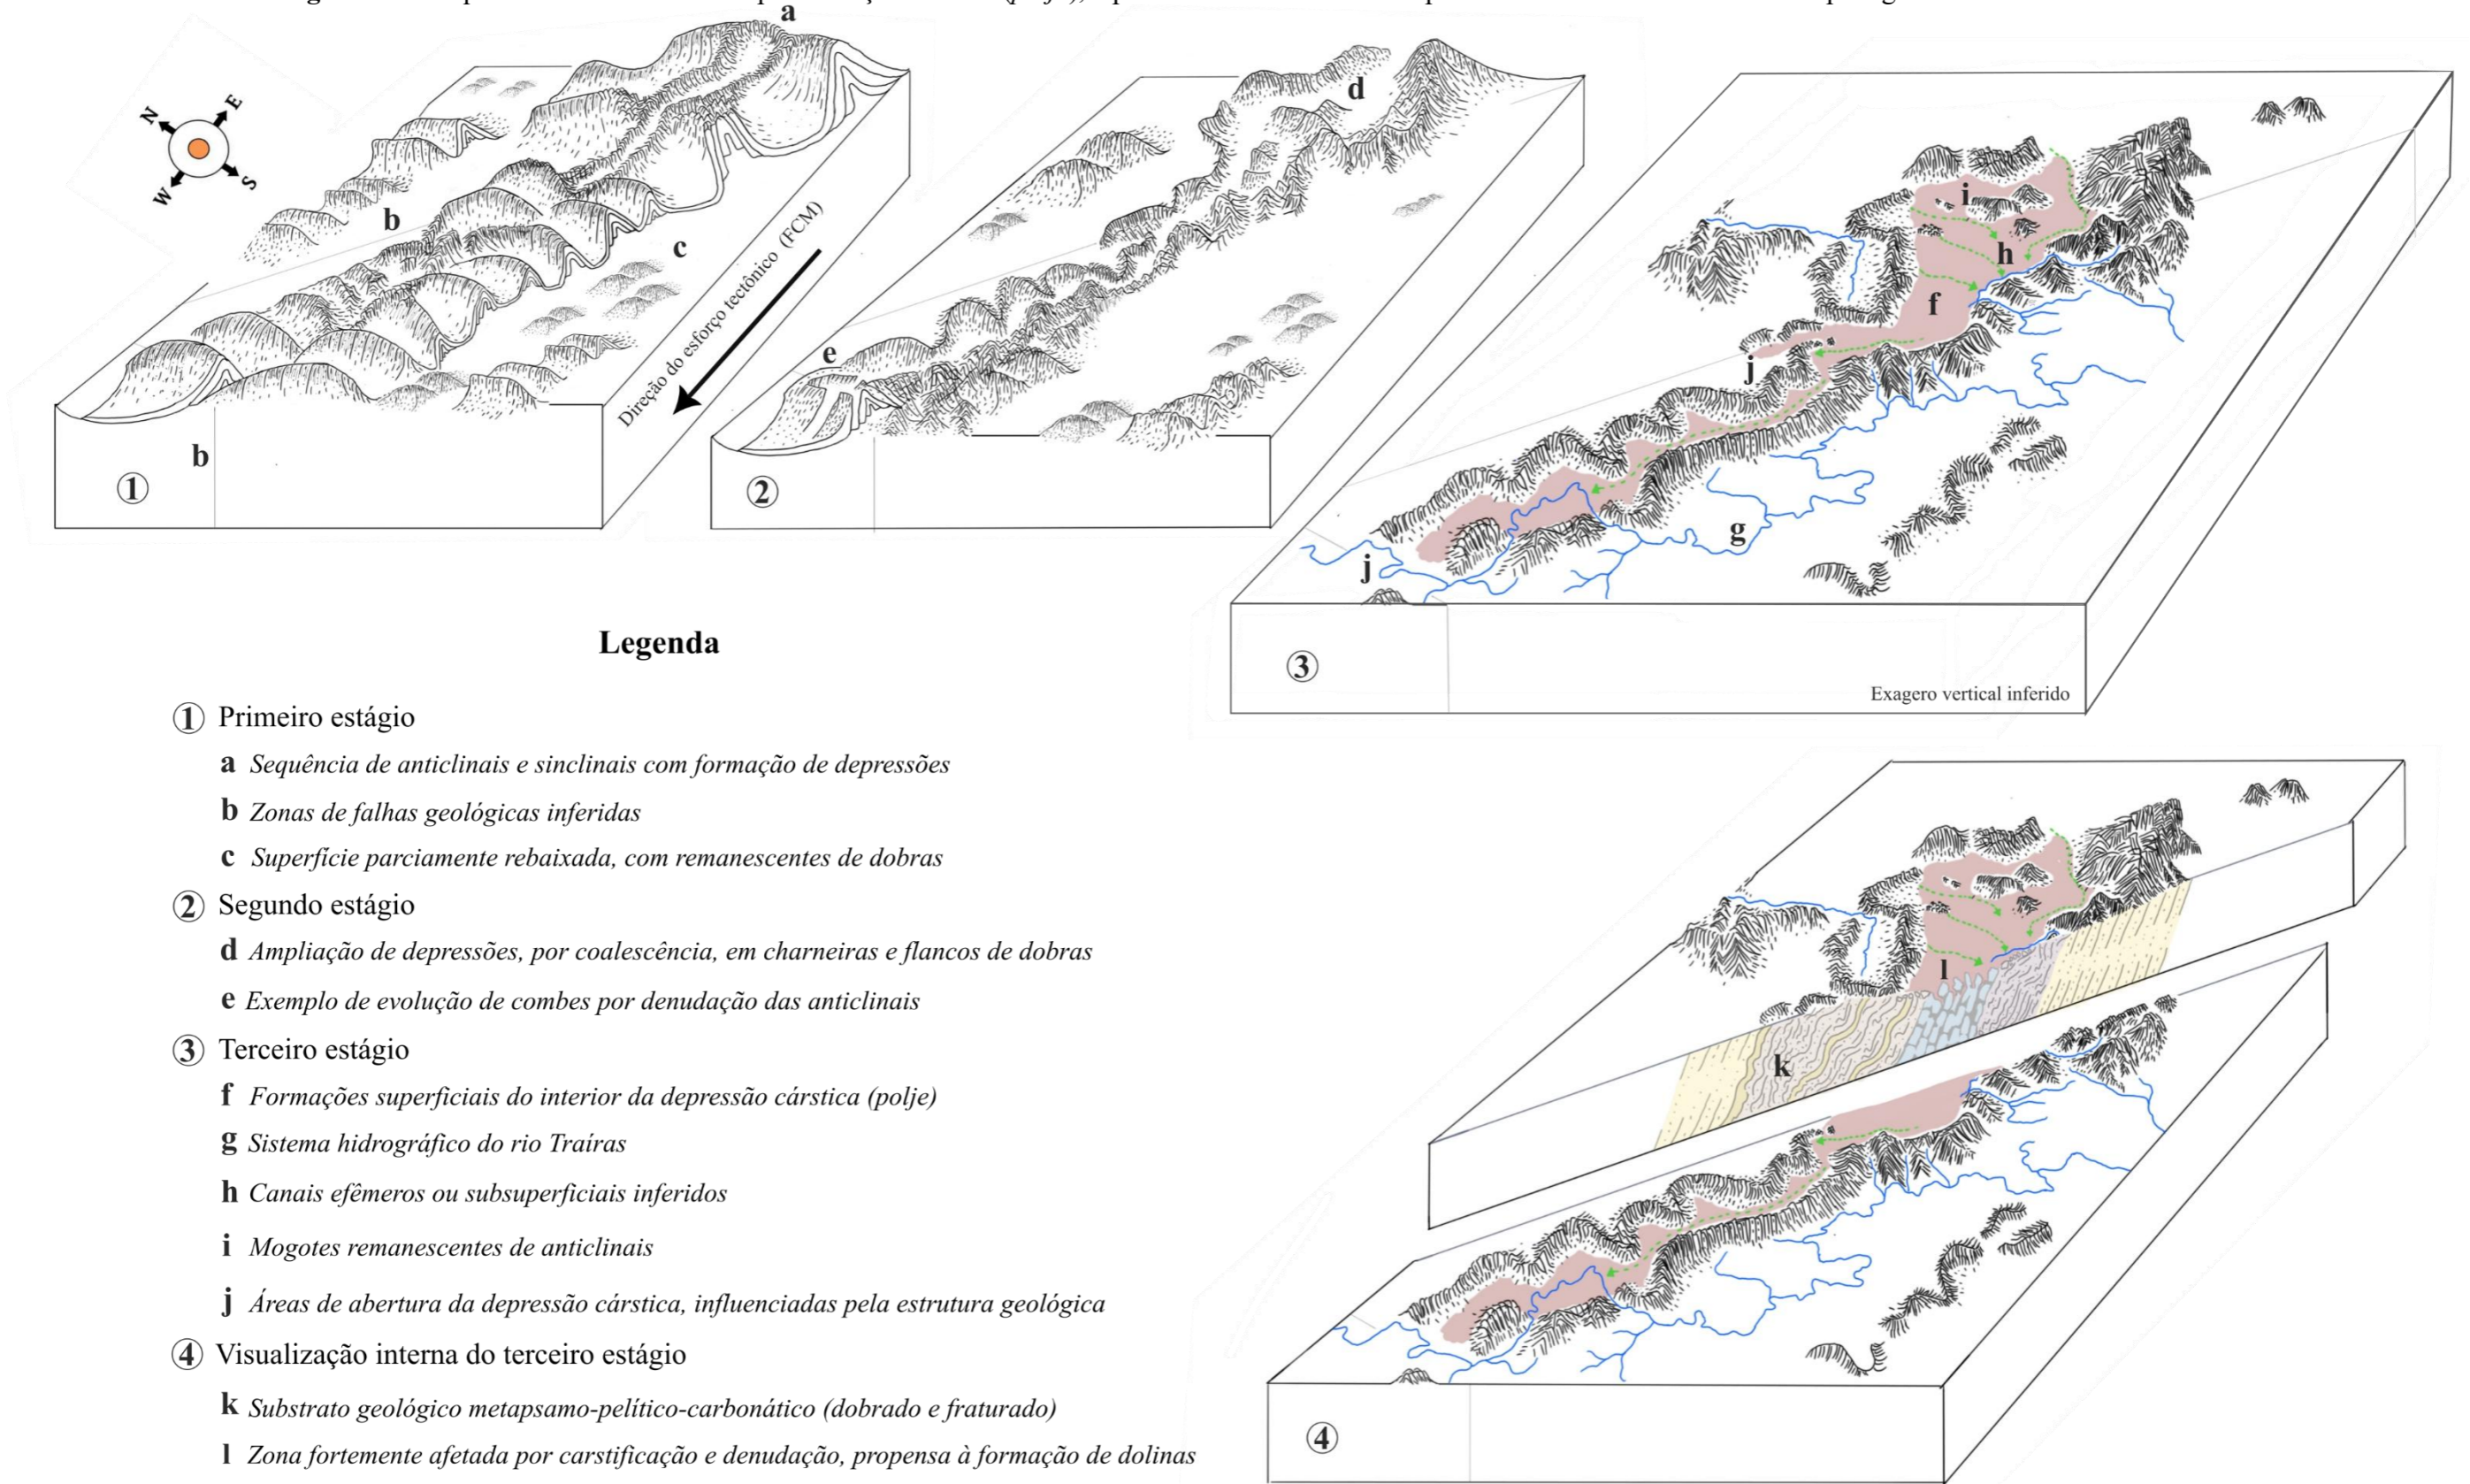 a
N
E
W
S
b
c
b
①
Direção do esforço tectônico (FCM)
d
e
②
i
h
f
j
g
j
③
Exagero vertical inferido
Legenda
① Primeiro estágio
a Sequência de anticlinais e sinclinais com formação de depressões
b Zonas de falhas geológicas inferidas
c Superfície parciamente rebaixada, com remanescentes de dobras
② Segundo estágio
d Ampliação de depressões, por coalescência, em charneiras e flancos de dobras
e Exemplo de evolução de combes por denudação das anticlinais
③ Terceiro estágio
f Formações superficiais do interior da depressão cárstica (polje)
g Sistema hidrográfico do rio Traíras
h Canais efêmeros ou subsuperficiais inferidos
i Mogotes remanescentes de anticlinais
j Áreas de abertura da depressão cárstica, influenciadas pela estrutura geológica
④ Visualização interna do terceiro estágio
k Substrato geológico metapsamo-pelítico-carbonático (dobrado e fraturado)
l Zona fortemente afetada por carstificação e denudação, propensa à formação de dolinas
l
k
④